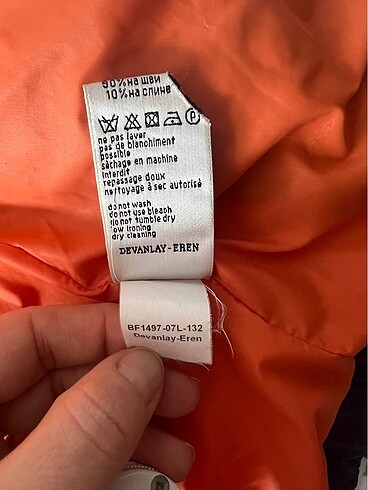 90% на шви
10% на спине
P
ne pas laver
pas de blanchiment
possible
séchage en machine
interdit
repassage doux
nettoyage à sec autorisé
do not wash
do not use bleach
do not tumble dry
low ironing
dry cleaning
DEVANLAY-EREN
BF1497-07L-132
Devanlay-Eren